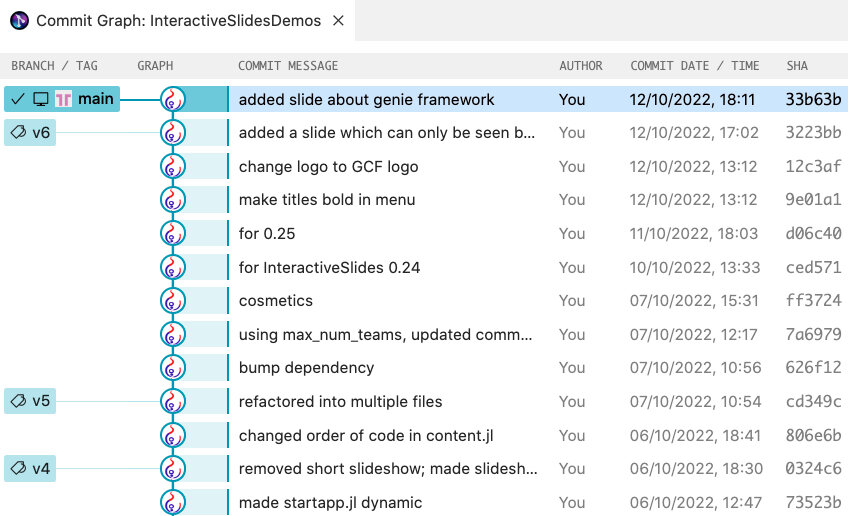 Commit Graph: InteractiveSlidesDemos
BRANCH / TAG GRAPH COMMIT MESSAGE AUTHOR COMMIT DATE / TIME SHA
main added slide about genie framework You 12/10/2022, 18:11 33b63b
v6 added a slide which can only be seen b... You 12/10/2022, 17:02 3223bb
change logo to GCF logo You 12/10/2022, 13:12 12c3af
make titles bold in menu You 12/10/2022, 13:12 9e01a1
for 0.25 You 11/10/2022, 18:03 d06c40
for InteractiveSlides 0.24 You 10/10/2022, 13:33 ced571
cosmetics You 07/10/2022, 15:31 ff3724
using max_num_teams, updated comm... You 07/10/2022, 12:17 7a6979
bump dependency You 07/10/2022, 10:56 626f12
v5 refactored into multiple files You 07/10/2022, 10:54 cd349c
changed order of code in content.jl You 06/10/2022, 18:41 806e6b
v4 removed short slideshow; made slidesh... You 06/10/2022, 18:30 0324c6
made startapp.jl dynamic You 06/10/2022, 12:47 73523b